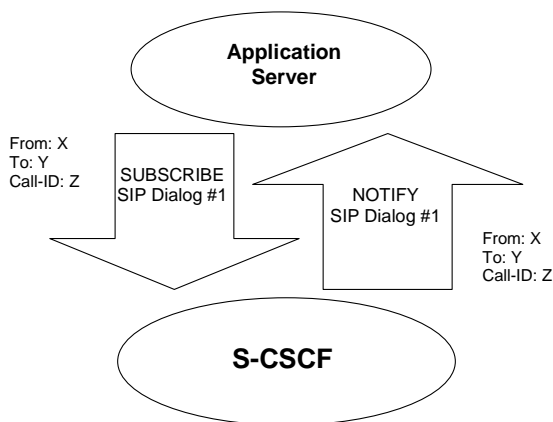 Application
Server
From: X
To: Y
Call-ID: Z
SUBSCRIBE
SIP Dialog #1
NOTIFY
SIP Dialog #1
From: X
To: Y
Call-ID: Z
S-CSCF